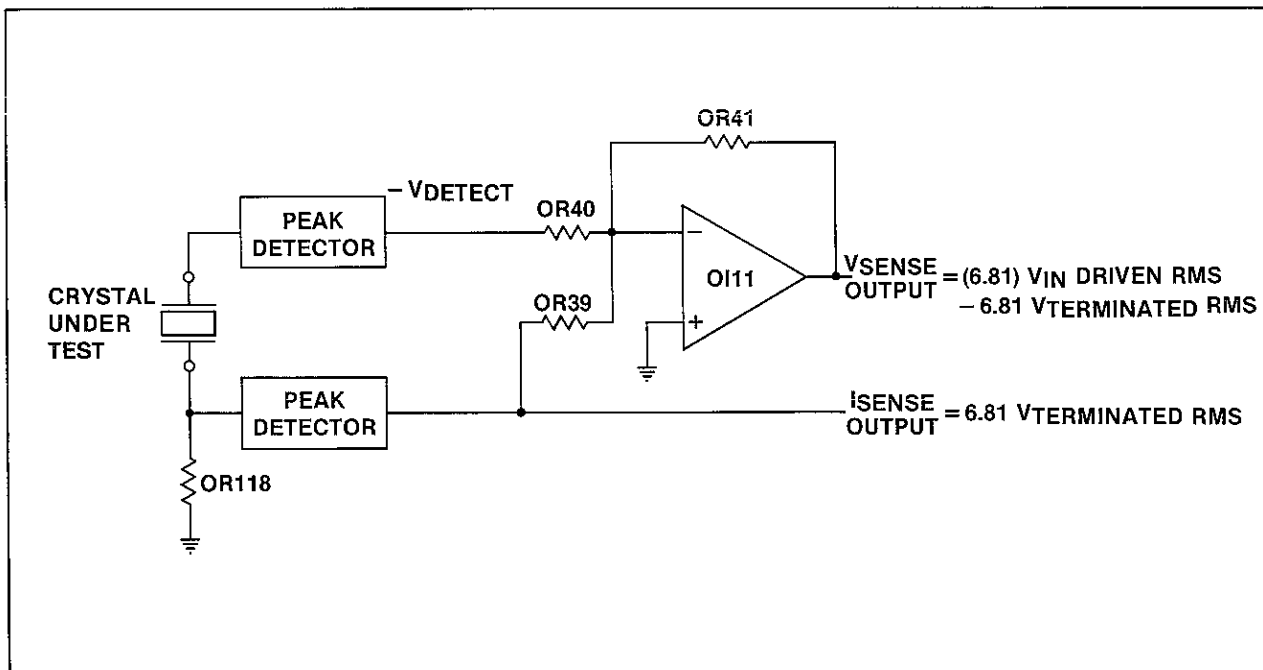 OR41
– VDETECT
OR40
PEAK
DETECTOR
–
OI11
+
VSENSE
OUTPUT = (6.81) VIN DRIVEN RMS
– 6.81 VTERMINATED RMS
CRYSTAL
UNDER
TEST
OR39
PEAK
DETECTOR
ISENSE
OUTPUT = 6.81 VTERMINATED RMS
OR118